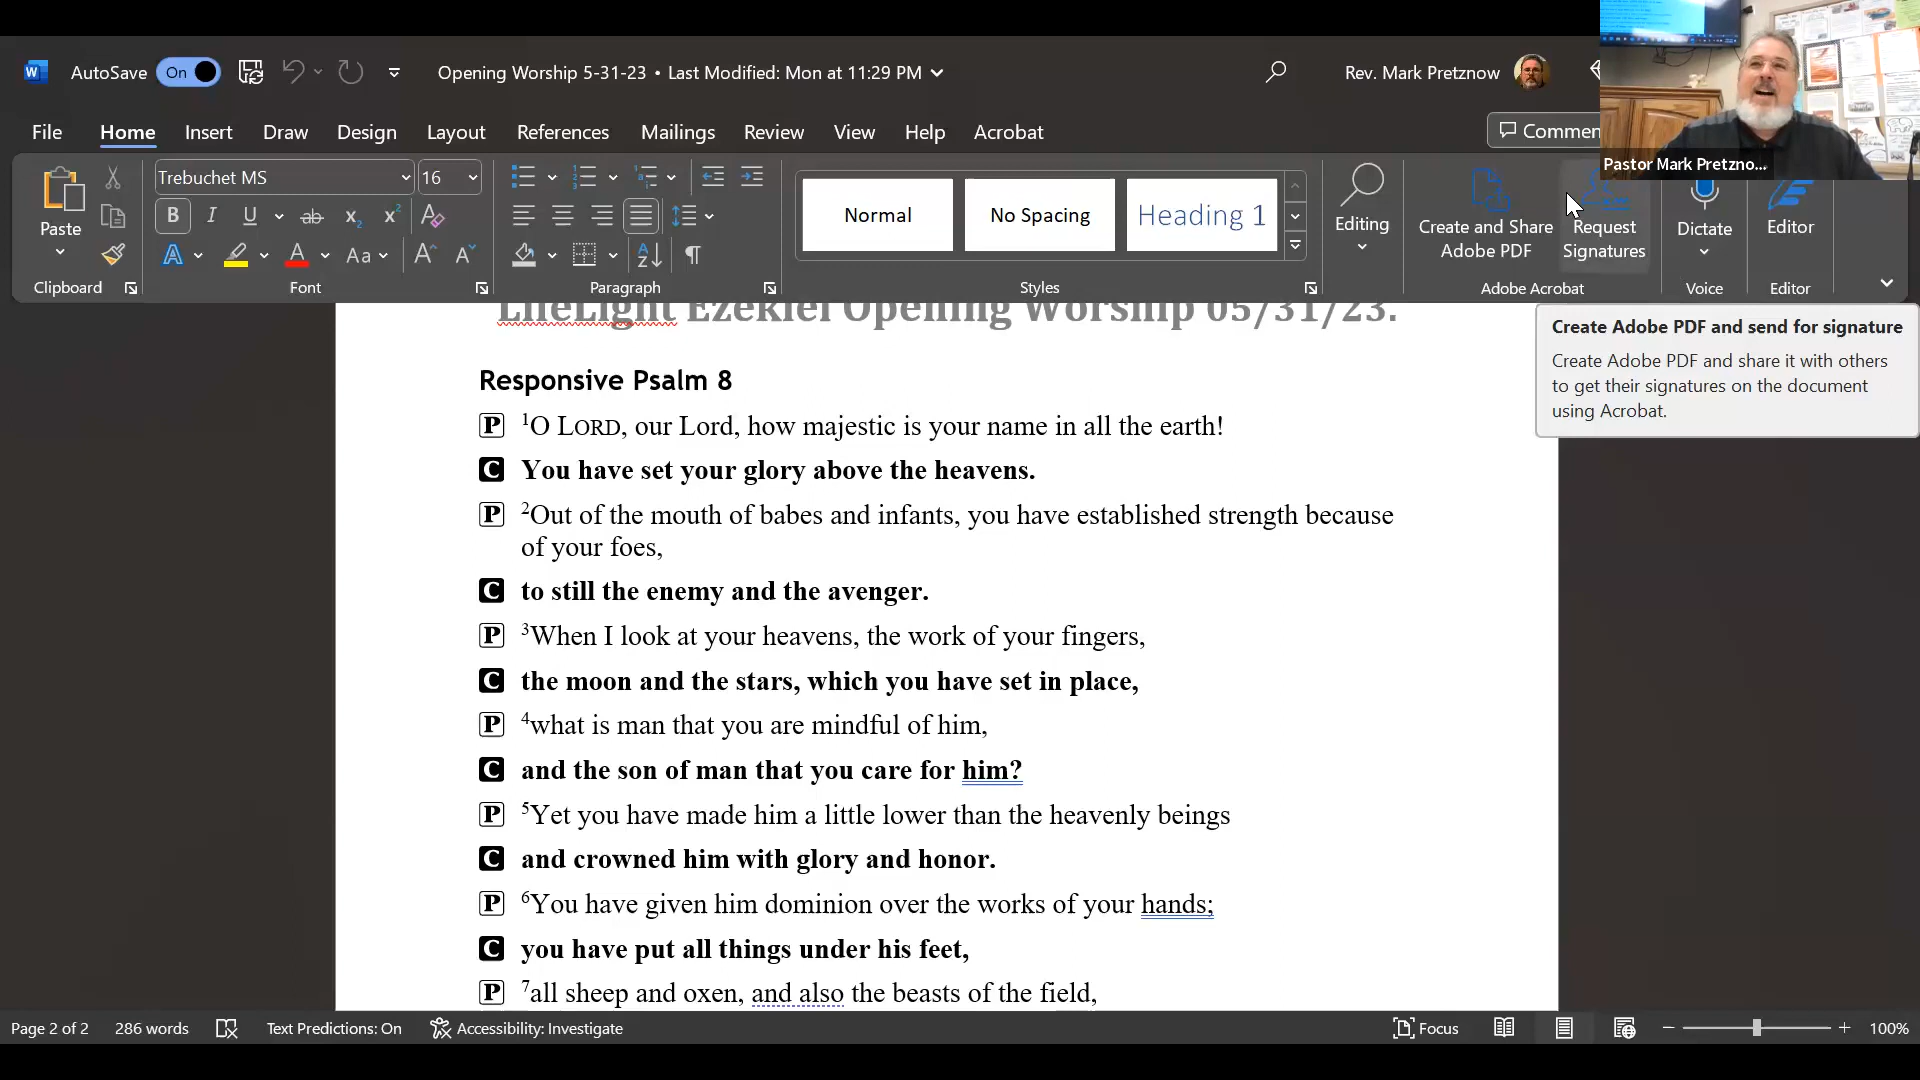 AutoSave On Opening Worship 5-31-23 • Last Modified: Mon at 11:29 PM Rev. Mark Pretznow
File Home Insert Draw Design Layout References Mailings Review View Help Acrobat Commen
Pastor Mark Pretzno...
Trebuchet MS 16
Paste
Normal No Spacing Heading 1
Editing
Create and Share
Adobe PDF
Request
Signatures
Dictate
Editor
Clipboard Font Paragraph Styles Adobe Acrobat Voice Editor
LifeLight Ezekiel Opening Worship 05/31/23.
Create Adobe PDF and send for signature
Create Adobe PDF and share it with others
to get their signatures on the document
using Acrobat.
Responsive Psalm 8
P 1O LORD, our Lord, how majestic is your name in all the earth!
C You have set your glory above the heavens.
P 2Out of the mouth of babes and infants, you have established strength because
of your foes,
C to still the enemy and the avenger.
P 3When I look at your heavens, the work of your fingers,
C the moon and the stars, which you have set in place,
P 4what is man that you are mindful of him,
C and the son of man that you care for him?
P 5Yet you have made him a little lower than the heavenly beings
C and crowned him with glory and honor.
P 6You have given him dominion over the works of your hands;
C you have put all things under his feet,
P 7all sheep and oxen, and also the beasts of the field,
Page 2 of 2 286 words Text Predictions: On Accessibility: Investigate Focus 100%